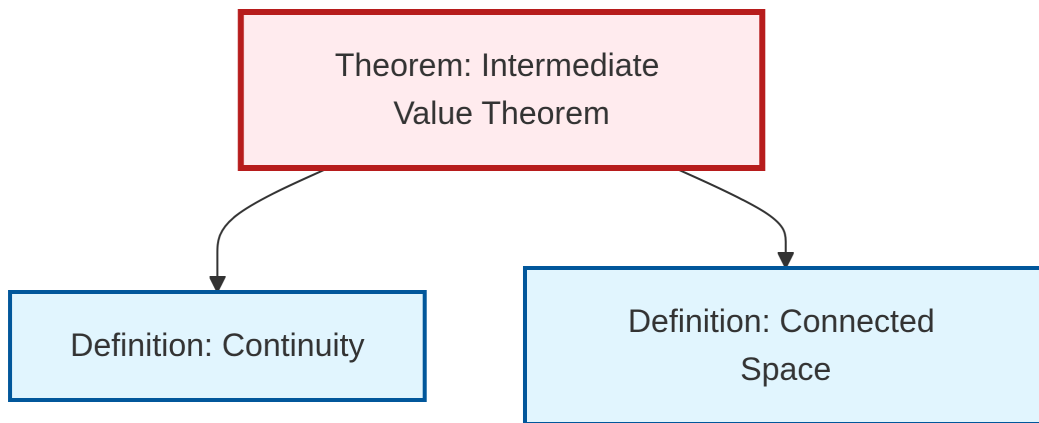 Theorem: Intermediate
Value Theorem
Definition: Continuity
Definition: Connected
Space